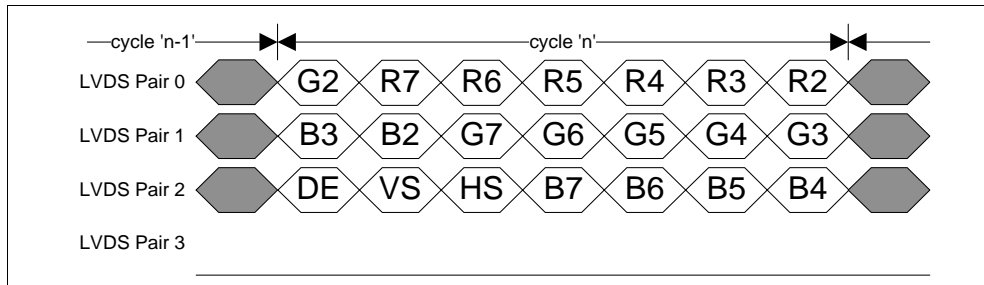 cycle 'n-1' cycle 'n'
LVDS Pair 0 G2 R7 R6 R5 R4 R3 R2
LVDS Pair 1 B3 B2 G7 G6 G5 G4 G3
LVDS Pair 2 DE VS HS B7 B6 B5 B4
LVDS Pair 3